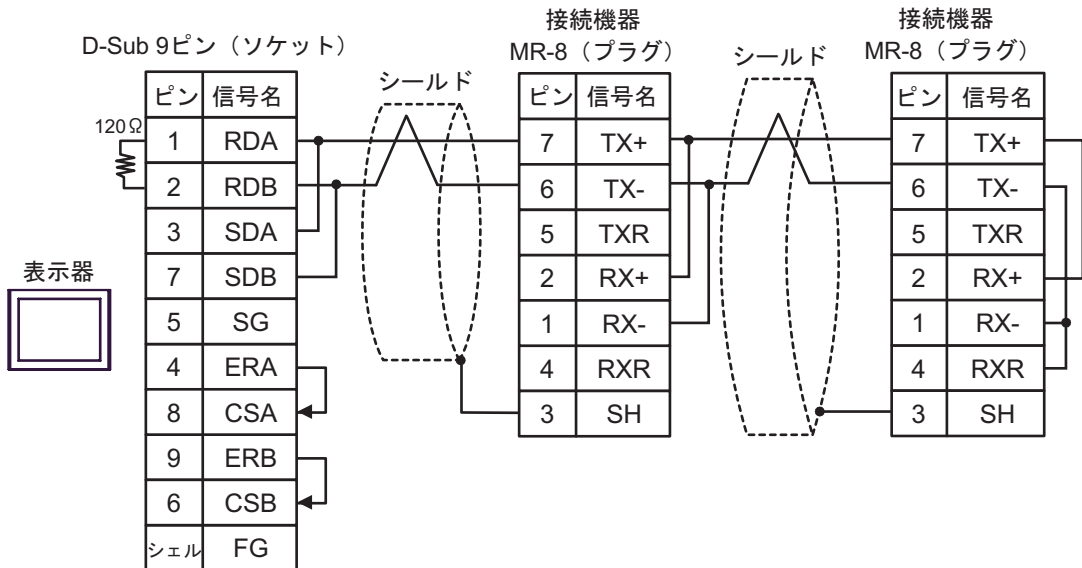 接続機器
MR-8（プラグ）
接続機器
MR-8（プラグ）
D-Sub 9ピン（ソケット）
シールド
シールド
ピン 信号名
1 RDA
2 RDB
3 SDA
7 SDB
5 SG
4 ERA
8 CSA
9 ERB
6 CSB
シェル FG
120Ω
表示器
ピン 信号名
7 TX+
6 TX-
5 TXR
2 RX+
1 RX-
4 RXR
3 SH
ピン 信号名
7 TX+
6 TX-
5 TXR
2 RX+
1 RX-
4 RXR
3 SH